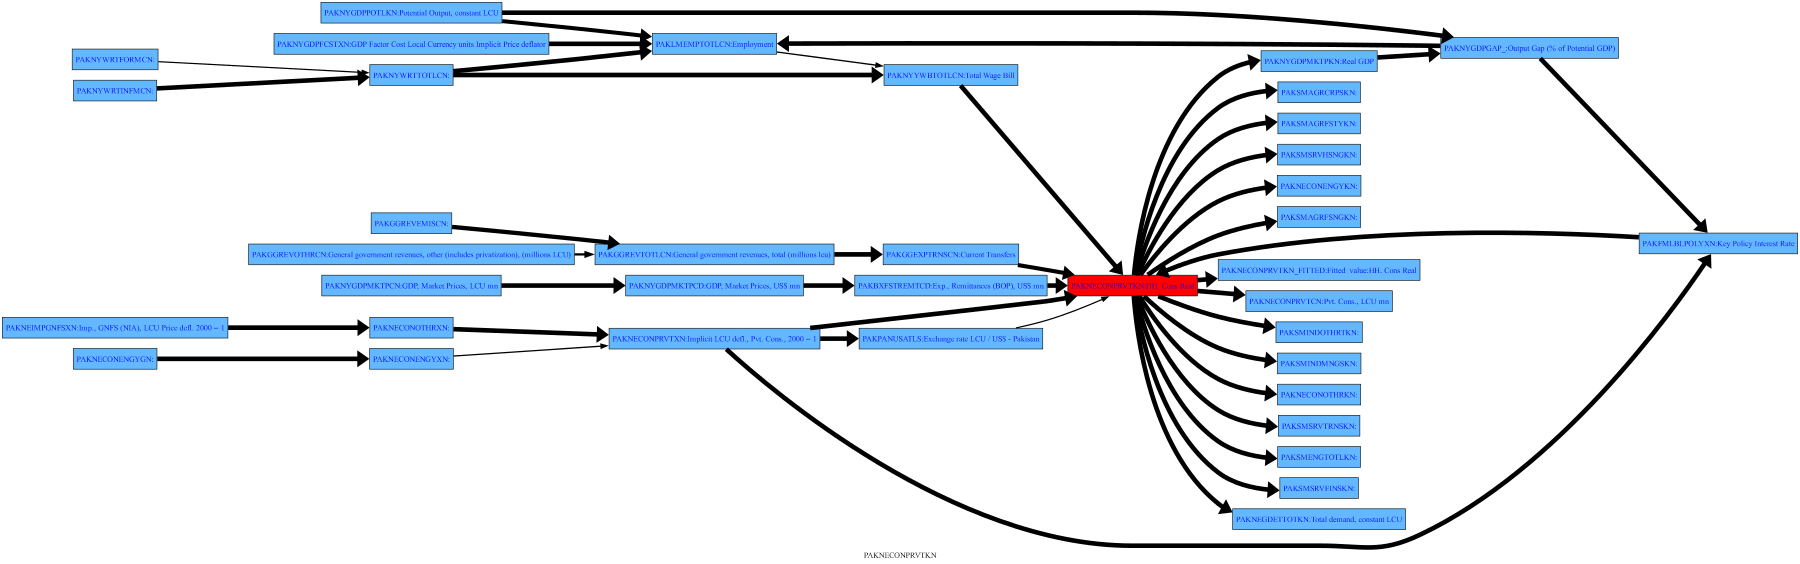 PAKNYGDPPOTLKN:Potential Output, constant LCU
PAKNYGDPFCSTXN:GDP Factor Cost Local Currency units Implicit Price deflator
PAKLMEMPTOTLCN:Employment
PAKNYGDPGAP_:Output Gap (% of Potential GDP)
PAKNYWRTFORMCN:
PAKNYGDPMKTPKN:Real GDP
PAKNYWRTTOTLCN:
PAKNYYWBTOTLCN:Total Wage Bill
PAKNYWRTINFMCN:
PAKSMAGRCRPSKN:
PAKSMAGRFSTYKN:
PAKSMSRVHSNGKN:
PAKNECONENGYKN:
PAKSMAGRFSNGKN:
PAKGGREVEMISCN:
PAKFMLBLPOLYXN:Key Policy Interest Rate
PAKGGREVOTHRCN:General government revenues, other (includes privatization), (millions LCU)
PAKGGREVTOTLCN:General government revenues, total (millions lcu)
PAKGGEXPTRNSCN:Current Transfers
PAKNECONPRVTKN_FITTED:Fitted value:HH. Cons Real
PAKNYGDPMKTPCN:GDP, Market Prices, LCU mn
PAKNYGDPMKTPCD:GDP, Market Prices, US$ mn
PAKBXFSTREMTCD:Exp., Remittances (BOP), US$ mn
PAKNECONPRVTKN:HH. Cons Real
PAKNECONPRVTCN:Pvt. Cons., LCU mn
PAKNEIMPGNFSXN:Imp., GNFS (NIA), LCU Price defl. 2000 = 1
PAKNECONOTHRXN:
PAKNECONPRVTXN:Implicit LCU defl., Pvt. Cons., 2000 = 1
PAKPANUSATLS:Exchange rate LCU / US$ - Pakistan
PAKSMINDOTHRTKN:
PAKNECONENGYGN:
PAKNECONENGYXN:
PAKSMINDMNGSKN:
PAKNECONOTHRKN:
PAKSMSRVTRNSKN:
PAKSMENGTOTLKN:
PAKSMSRVFINSKN:
PAKNEGDETTOTKN:Total demand, constant LCU
PAKNECONPRVTKN